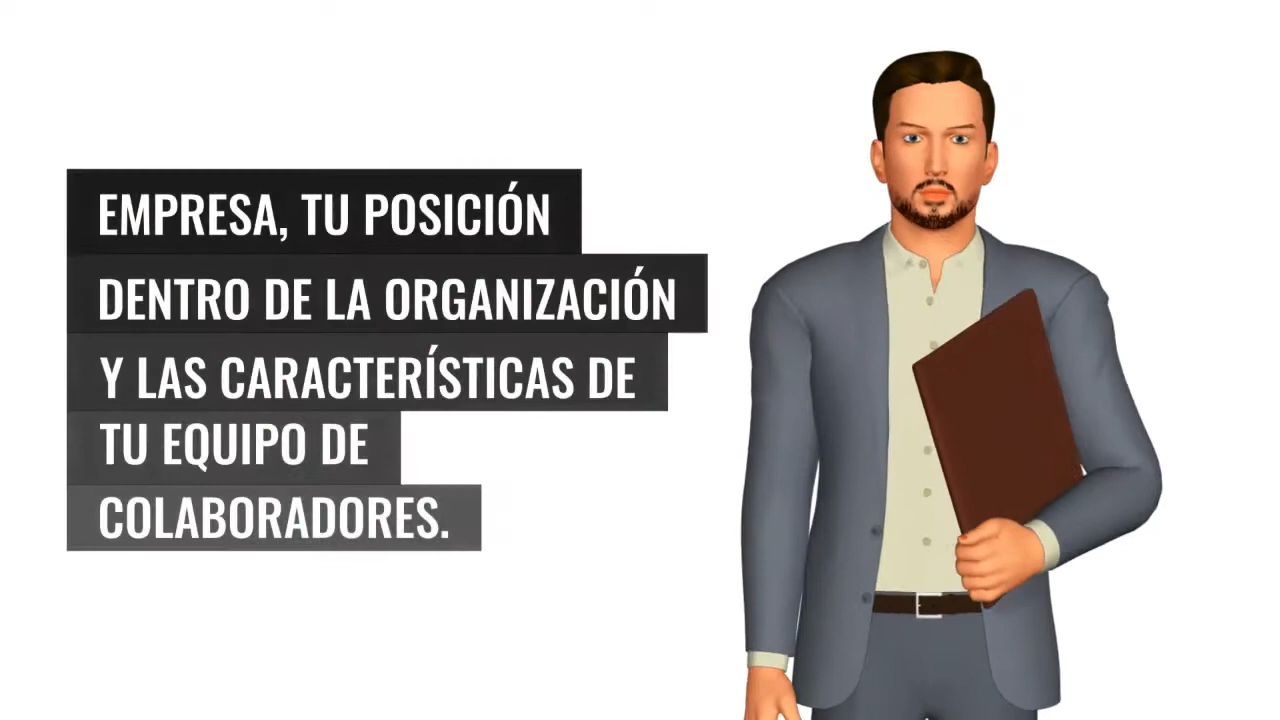 EMPRESA, TU POSICIÓN
DENTRO DE LA ORGANIZACIÓN
Y LAS CARACTERÍSTICAS DE
TU EQUIPO DE
COLABORADORES.